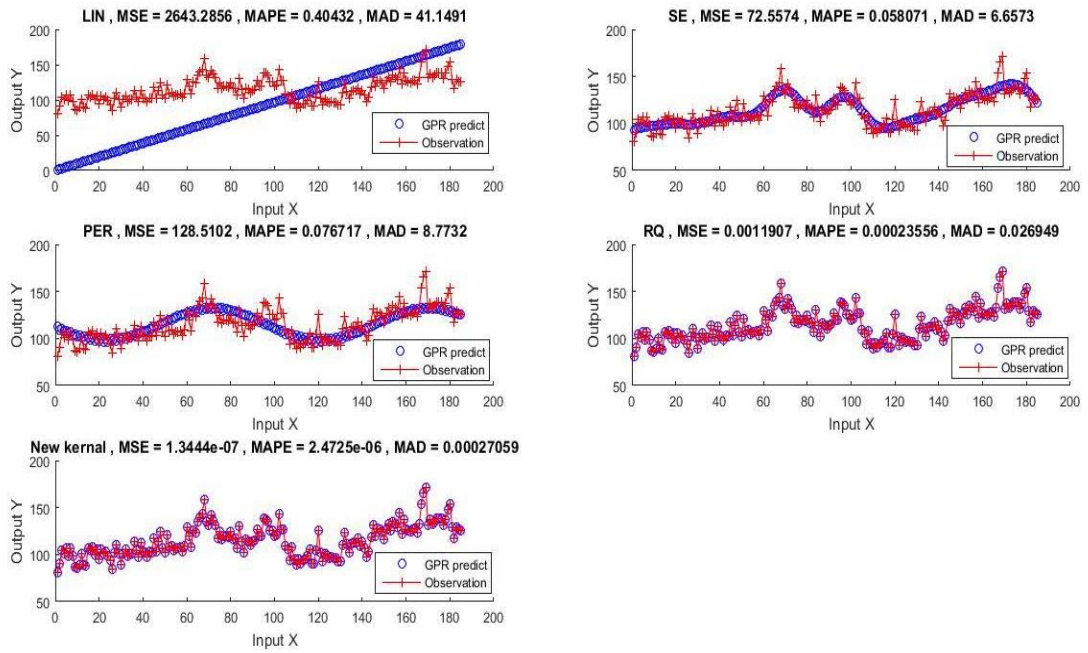 LIN , MSE = 2643.2856 , MAPE = 0.40432 , MAD = 41.1491
200
150
100
50
0
Output Y
0 20 40 60 80 100 120 140 160 180 200
Input X
GPR predict
Observation
SE , MSE = 72.5574 , MAPE = 0.058071 , MAD = 6.6573
200
150
100
50
Output Y
0 20 40 60 80 100 120 140 160 180 200
Input X
GPR predict
Observation
PER , MSE = 128.5102 , MAPE = 0.076717 , MAD = 8.7732
200
150
100
50
Output Y
0 20 40 60 80 100 120 140 160 180 200
Input X
GPR predict
Observation
RQ , MSE = 0.0011907 , MAPE = 0.00023556 , MAD = 0.026949
200
150
100
50
Output Y
0 20 40 60 80 100 120 140 160 180 200
Input X
GPR predict
Observation
New kernal , MSE = 1.3444e-07 , MAPE = 2.4725e-06 , MAD = 0.00027059
200
150
100
50
Output Y
0 20 40 60 80 100 120 140 160 180 200
Input X
GPR predict
Observation